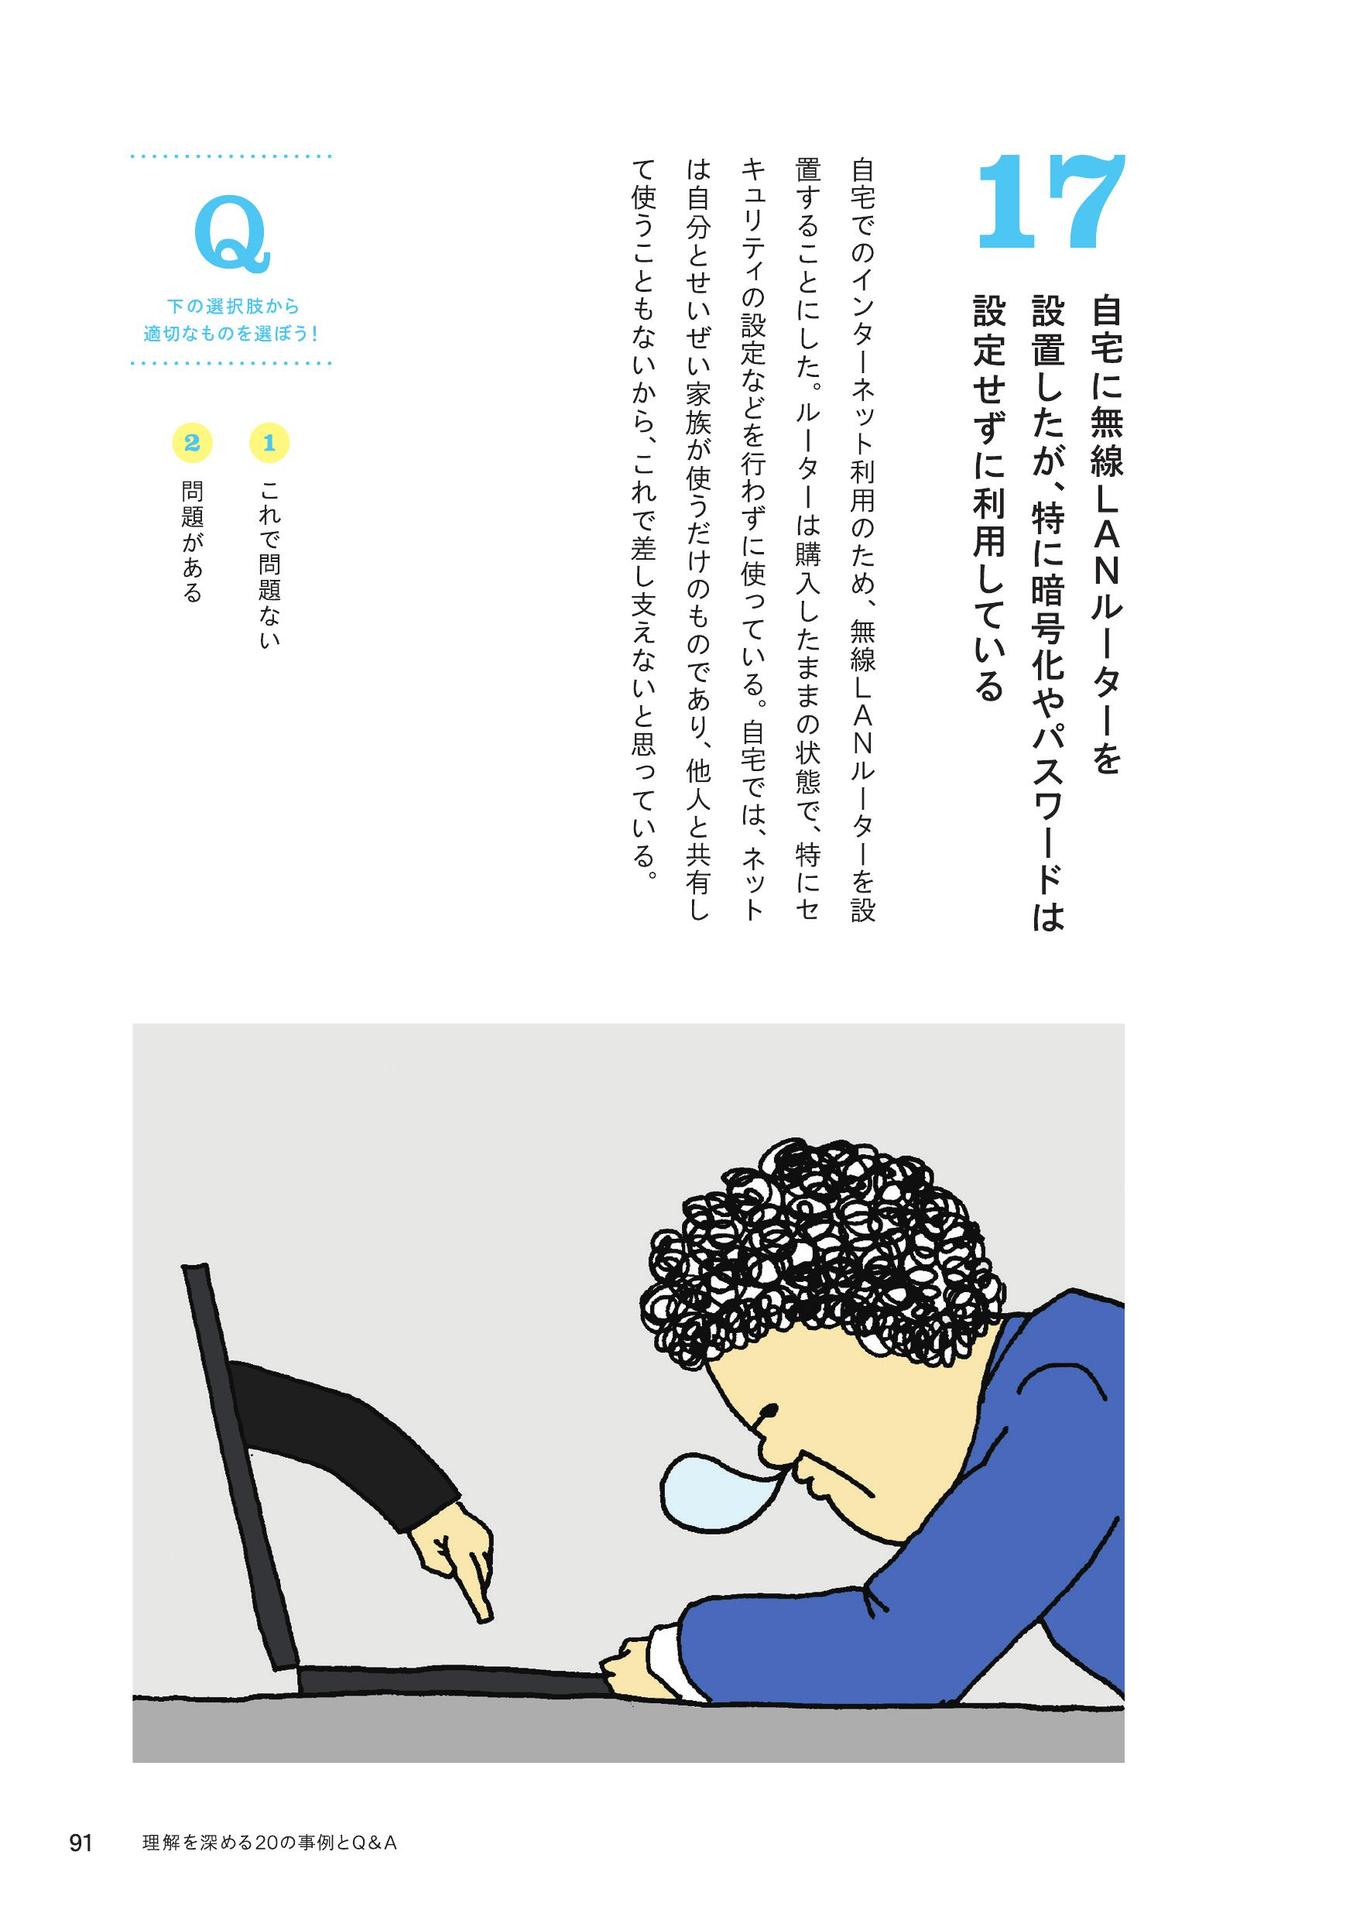 17
自宅に無線LANルーターを
設置したが、特に暗号化やパスワードは
設定せずに利用している
自宅でのインターネット利用のため、無線LANルーターを設
置することにした。ルーターは購入したままの状態で、特にセ
キュリティの設定などを行わずに使っている。自宅では、ネット
は自分とせいぜい家族が使うだけのものであり、他人と共有し
て使うこともないから、これで差し支えないと思っている。
Q
下の選択肢から
適切なものを選ぼう!
1 これで問題ない
2 問題がある
91 理解を深める20の事例とQ&A